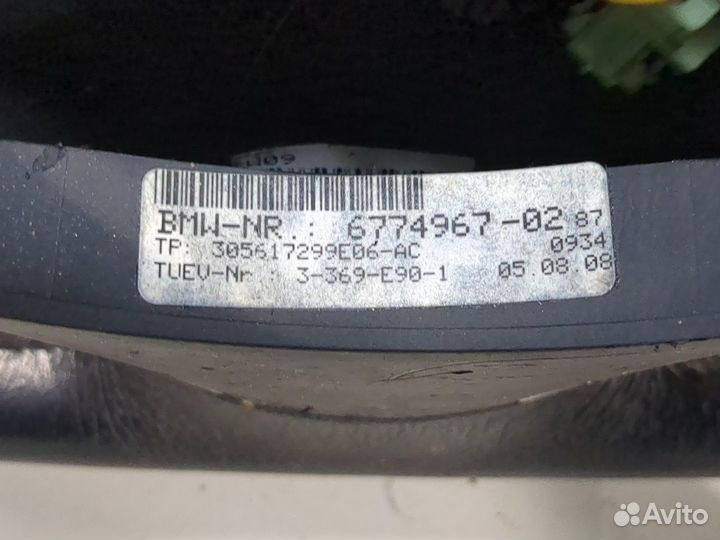 BMW-NR.: 6774967-02 87
TP: 305617299E06-AC 0934
TUEV-Nr.: 3-369-E90-1 05.08.08
Avito